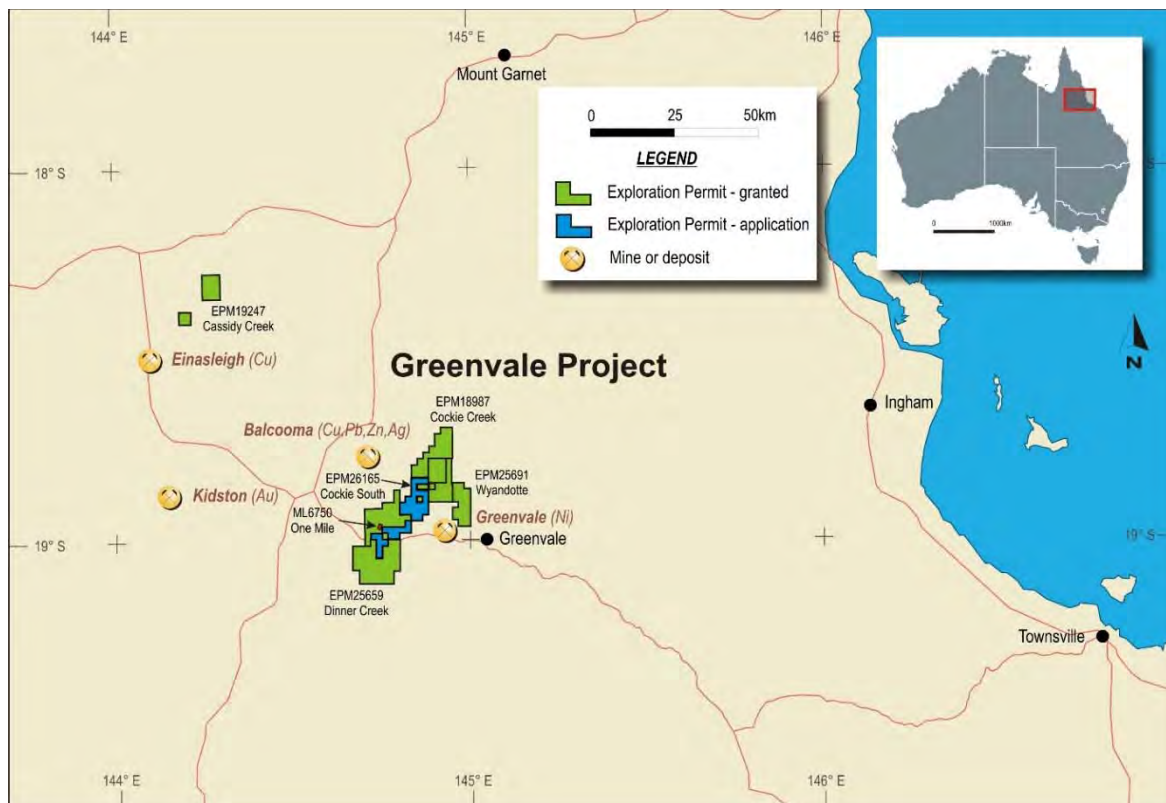 144° E
145° E
146° E
Mount Garnet
0 25 50km
LEGEND
Exploration Permit - granted
Exploration Permit - application
Mine or deposit
0 1000km
18° S
S
EPM19247
Cassidy Creek
Einasleigh (Cu)
Greenvale Project
N
EPM18987
Cockie Creek
Ingham
Balcooma (Cu,Pb,Zn,Ag)
EPM26165
Cockie South
EPM25691
Wyandotte
Kidston (Au)
ML6750
One Mile
Greenvale (Ni)
Greenvale
19° S
19° S
EPM25659
Dinner Creek
Townsville
144° E
145° E
146° E